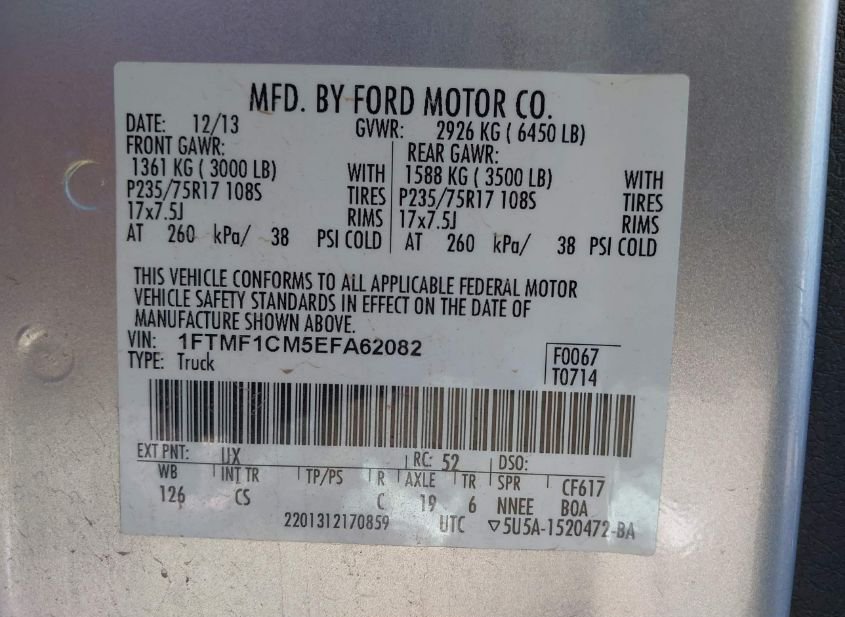 MFD. BY FORD MOTOR CO.
DATE: 12/13 GVWR: 2926 KG ( 6450 LB)
FRONT GAWR: REAR GAWR:
1361 KG ( 3000 LB) WITH 1588 KG ( 3500 LB) WITH
P235/75R17 108S TIRES P235/75R17 108S TIRES
17x7.5J RIMS 17x7.5J RIMS
AT 260 kPa/ 38 PSI COLD AT 260 kPa/ 38 PSI COLD
THIS VEHICLE CONFORMS TO ALL APPLICABLE FEDERAL MOTOR
VEHICLE SAFETY STANDARDS IN EFFECT ON THE DATE OF
MANUFACTURE SHOWN ABOVE.
VIN: 1FTMF1CM5EFA62082 F0067
TYPE: Truck T0714
EXT PNT: UX RC: 52 DSO:
WB INT TR TP/PS R AXLE TR SPR CF617
126 CS C 19 6 NNEE BOA
2201312170859 UTC ▽5U5A-1520472-BA